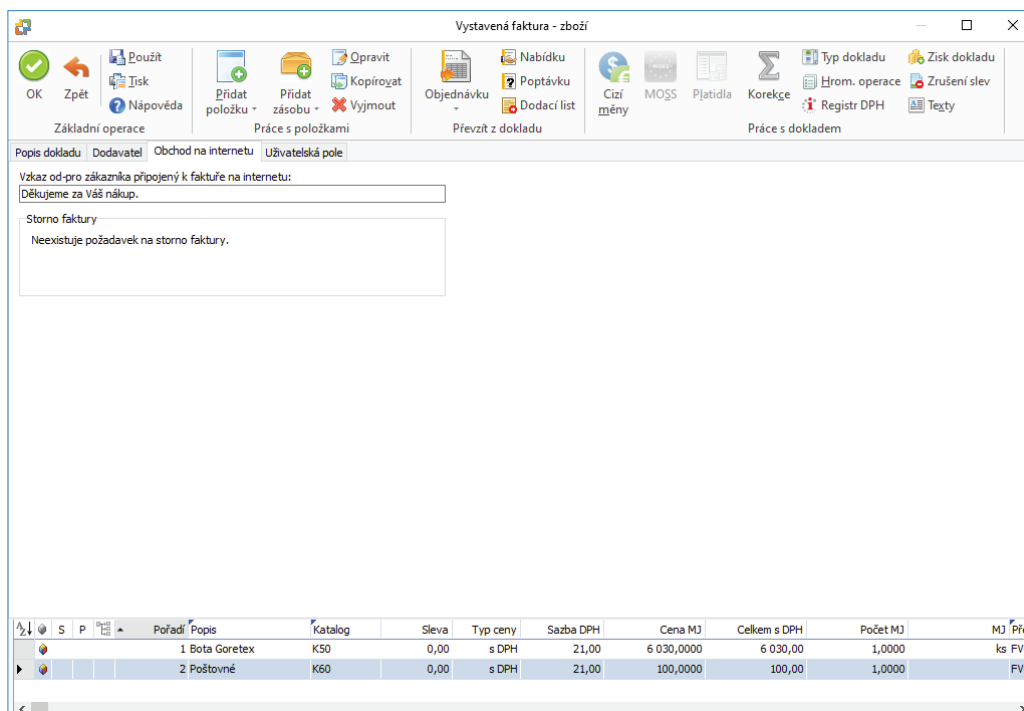 Vystavená faktura - zboží
OK
Zpět
Použít
Tisk
Nápověda
Základní operace
Přidat položku
Přidat zásobu
Opravit
Kopírovat
Vyjmout
Práce s položkami
Objednávku
Nabídku
Poptávku
Dodací list
Převzít z dokladu
Cizí měny
MOSS
Platidla
Korekce
Typ dokladu
Hrom. operace
Registr DPH
Zisk dokladu
Zrušení slev
Texty
Práce s dokladem
Popis dokladu Dodavatel Obchod na internetu Uživatelská pole
Vzkaz od-pro zákazníka připojený k faktuře na internetu:
Děkujeme za Váš nákup.
Storno faktury
Neexistuje požadavek na storno faktury.
S P Pořadí Popis Katalog Sleva Typ ceny Sazba DPH Cena MJ Celkem s DPH Počet MJ MJ Pře
1 Bota Goretex K50 0,00 s DPH 21,00 6 030,0000 6 030,00 1,0000 ks FV
2 Poštovné K60 0,00 s DPH 21,00 100,0000 100,00 1,0000 FV